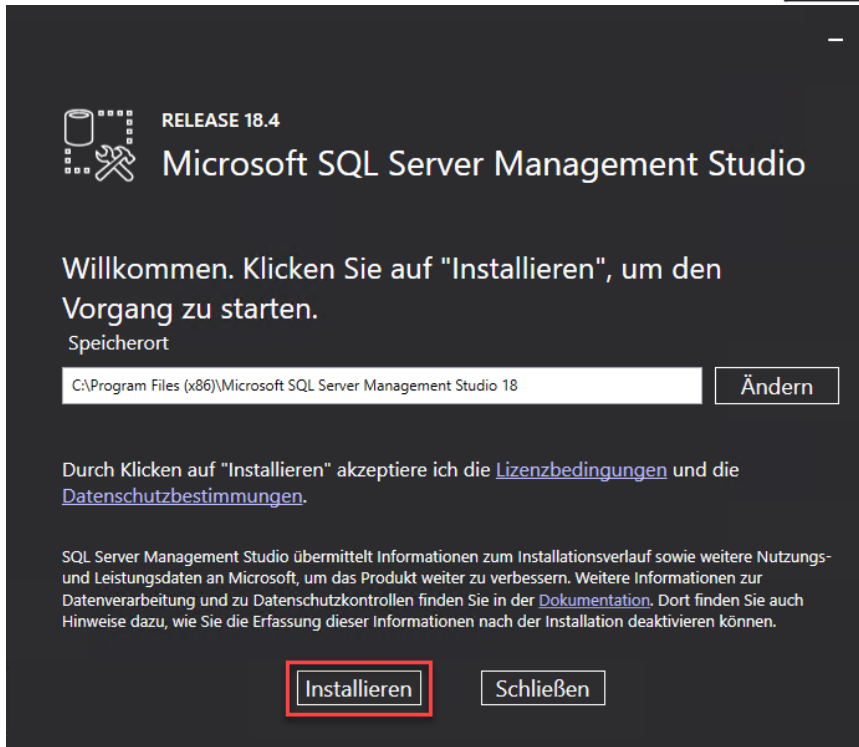 RELEASE 18.4
Microsoft SQL Server Management Studio
Willkommen. Klicken Sie auf "Installieren", um den
Vorgang zu starten.
Speicherort
C:\Program Files (x86)\Microsoft SQL Server Management Studio 18
Ändern
Durch Klicken auf "Installieren" akzeptiere ich die Lizenzbedingungen und die
Datenschutzbestimmungen.
SQL Server Management Studio übermittelt Informationen zum Installationsverlauf sowie weitere Nutzungs-
und Leistungsdaten an Microsoft, um das Produkt weiter zu verbessern. Weitere Informationen zur
Datenverarbeitung und zu Datenschutzkontrollen finden Sie in der Dokumentation. Dort finden Sie auch
Hinweise dazu, wie Sie die Erfassung dieser Informationen nach der Installation deaktivieren können.
Installieren
Schließen